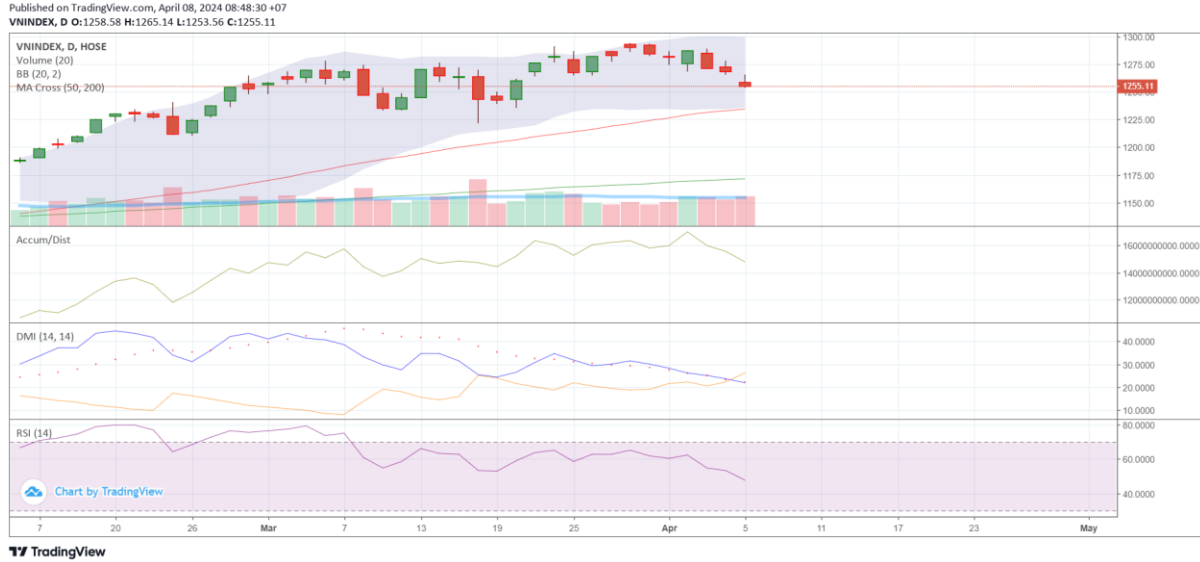 Published on TradingView.com, April 08, 2024 08:48:30 +07
VNINDEX, D O:1258.58 H:1265.14 L:1253.56 C:1255.11
VNINDEX, D, HOSE
Volume (20)
BB (20, 2)
MA Cross (50, 200)
1300.00
1275.00
1255.11
1250.00
1225.00
1200.00
1175.00
1150.00
Accum/Dist
16000000000.0000
14000000000.0000
12000000000.0000
DMI (14, 14)
40.0000
30.0000
20.0000
10.0000
RSI (14)
80.0000
60.0000
40.0000
Chart by TradingView
7 20 26 Mar 7 13 19 25 Apr 5 11 17 23 May
TradingView